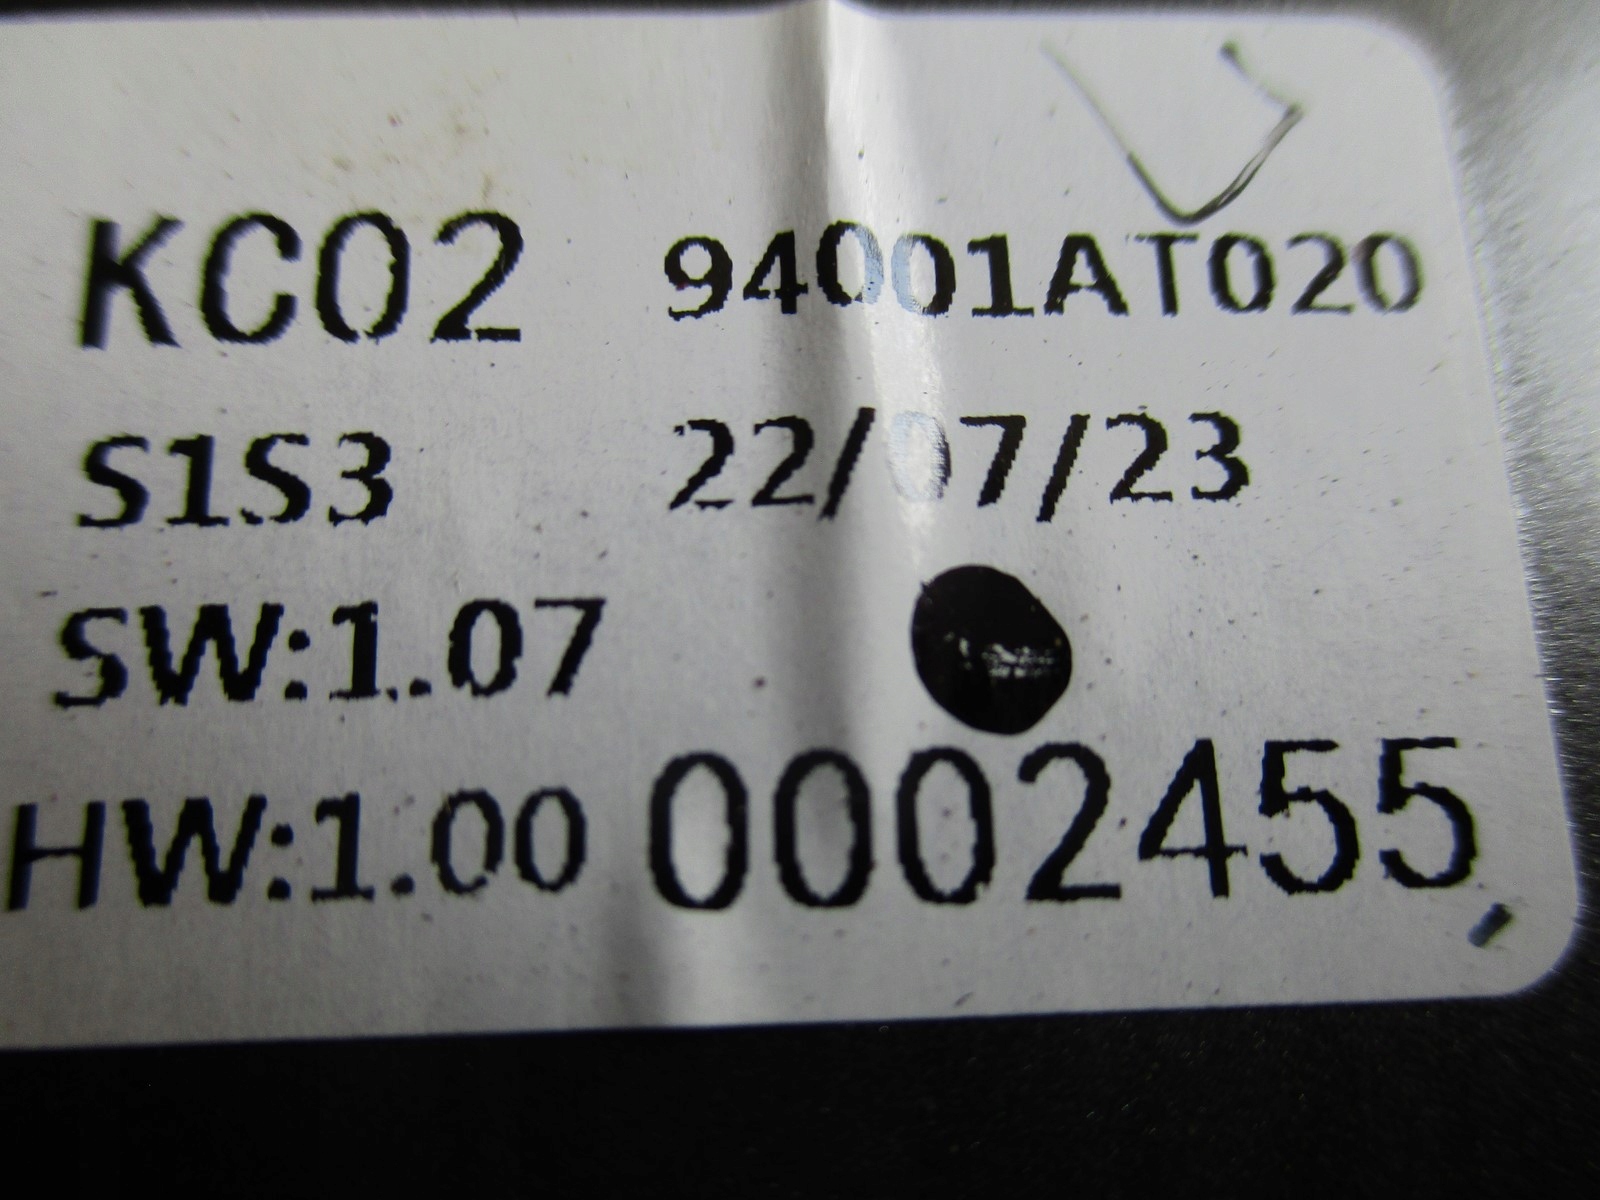 KC02 94001AT020
S1S3 22/07/23
SW:1.07
HW:1.00 0002455